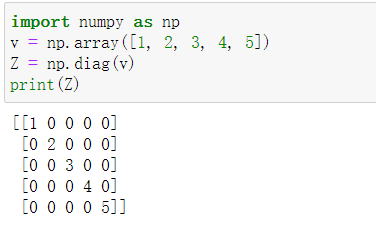 import numpy as np
v = np.array([1, 2, 3, 4, 5])
Z = np.diag(v)
print(Z)
[[1 0 0 0 0]
 [0 2 0 0 0]
 [0 0 3 0 0]
 [0 0 0 4 0]
 [0 0 0 0 5]]